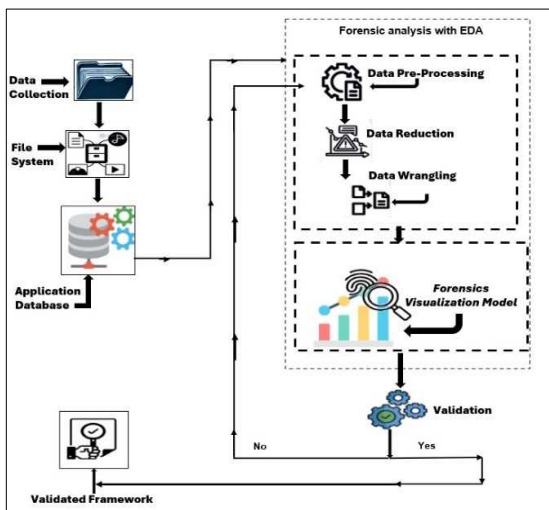 Forensic analysis with EDA
Data
Collection
File
System
Application
Database
Data Pre-Processing
Data Reduction
Data Wrangling
Forensics
Visualization Model
Validation
No
Yes
Validated Framework